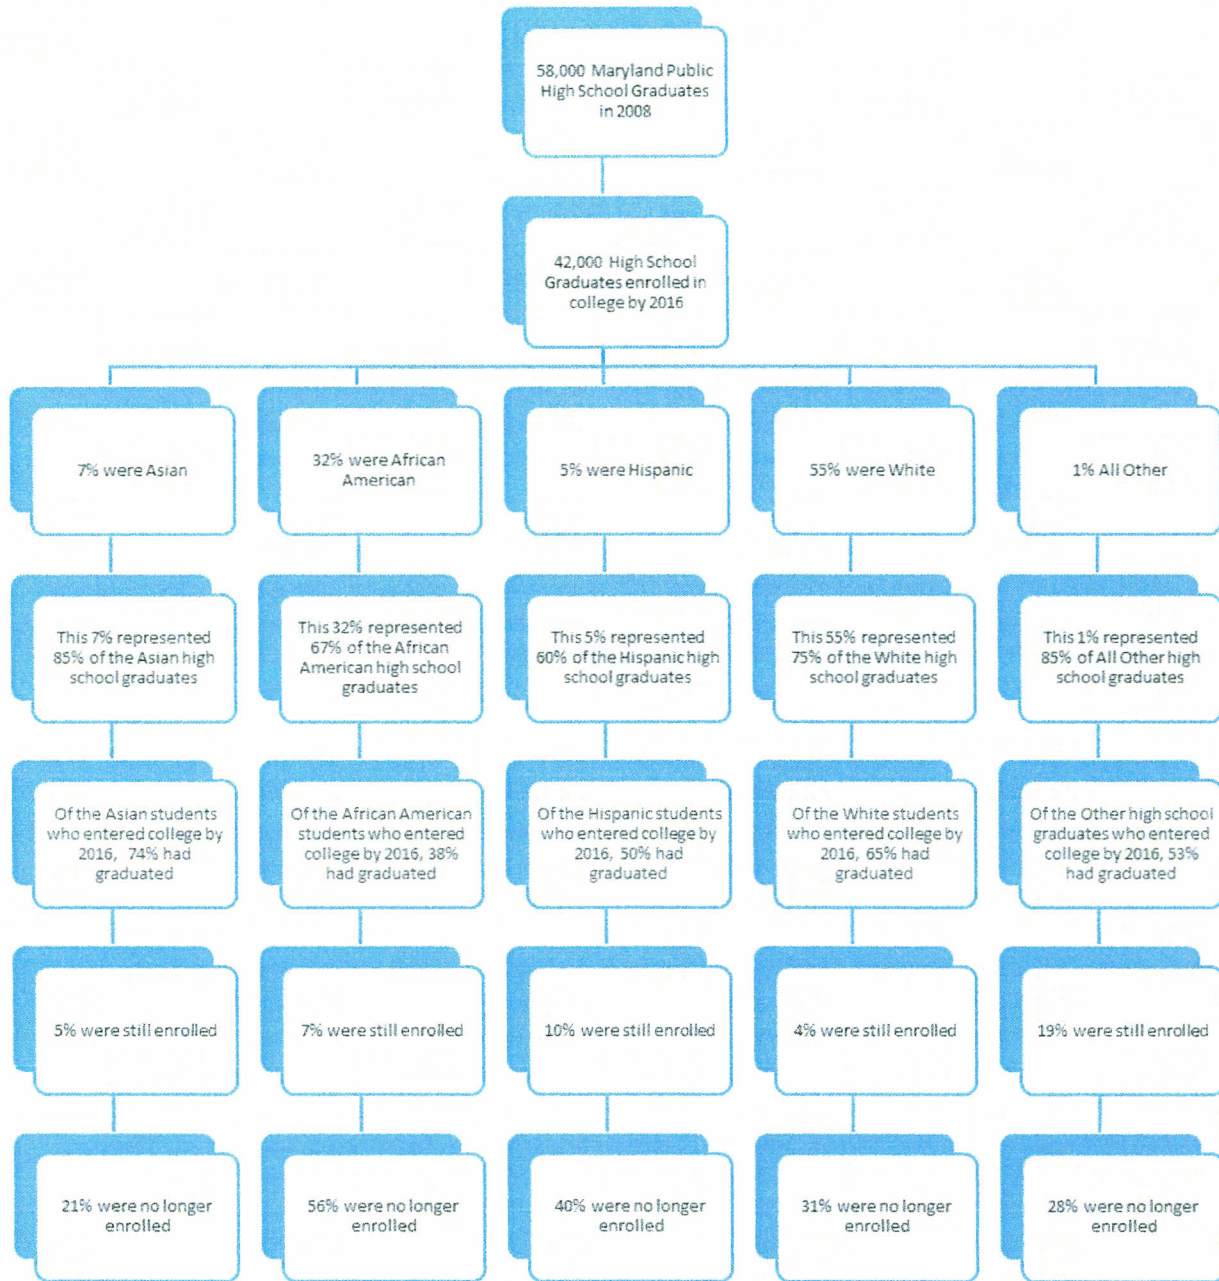 58,000 Maryland Public
High School Graduates
in 2008
42,000 High School
Graduates enrolled in
college by 2016
7% were Asian
32% were African
American
5% were Hispanic
55% were White
1% All Other
This 7% represented
85% of the Asian high
school graduates
This 32% represented
67% of the African
American high school
graduates
This 5% represented
60% of the Hispanic high
school graduates
This 55% represented
75% of the White high
school graduates
This 1% represented
85% of All Other high
school graduates
Of the Asian students
who entered college by
2016, 74% had
graduated
Of the African American
students who entered
college by 2016, 38%
had graduated
Of the Hispanic students
who entered college by
2016, 50% had
graduated
Of the White students
who entered college by
2016, 65% had
graduated
Of the Other high school
graduates who entered
college by 2016, 53%
had graduated
5% were still enrolled
7% were still enrolled
10% were still enrolled
4% were still enrolled
19% were still enrolled
21% were no longer
enrolled
56% were no longer
enrolled
40% were no longer
enrolled
31% were no longer
enrolled
28% were no longer
enrolled